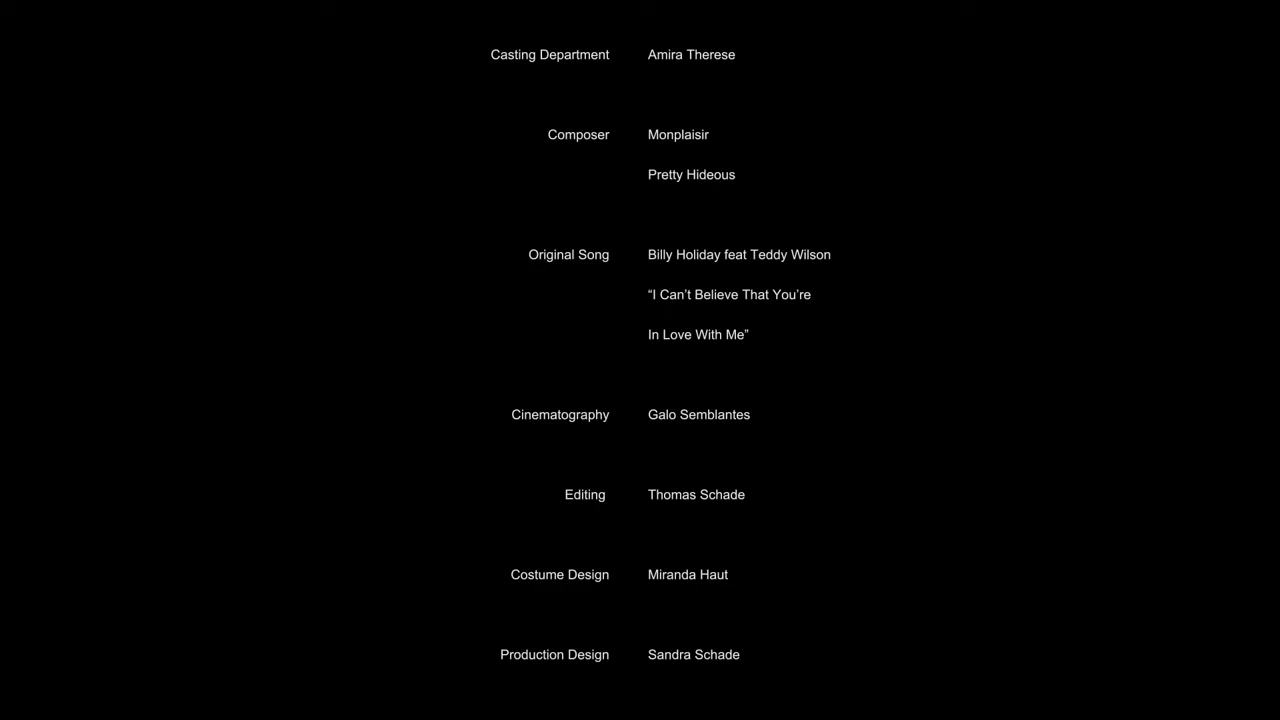 Casting Department Amira Therese
Composer Monplaisir
Pretty Hideous
Original Song Billy Holiday feat Teddy Wilson
“I Can’t Believe That You’re
In Love With Me”
Cinematography Galo Semblantes
Editing Thomas Schade
Costume Design Miranda Haut
Production Design Sandra Schade